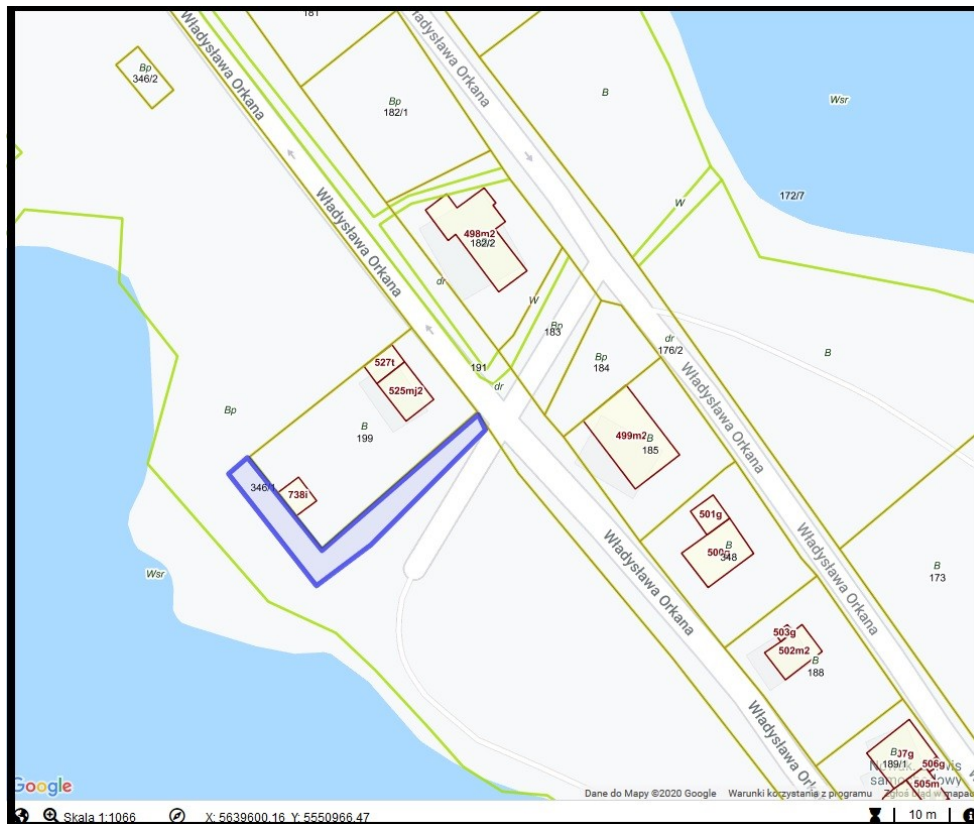 181
Władysława Orkana
Władysława Orkana
Bp
346/2
B
Wsr
Bp
182/1
172/7
W
Władysława Orkana
498m2
182/2
dr
W
Bp
183
191
dr
Bp
184
dr
176/2
B
527t
525mj2
Władysława Orkana
Bp
B
199
499m2
B
185
346/1
738i
501g
B
348
Władysława Orkana
Władysława Orkana
B
173
Wsr
503g
502m2
B
188
Władysława Orkana
B
189/1
506g
505m
Google
Dane do Mapy ©2020 Google Warunki korzystania z programu Zgłoś błąd w mapach
Skala 1:1066 X: 5639600.16 Y: 5550966.47 10 m